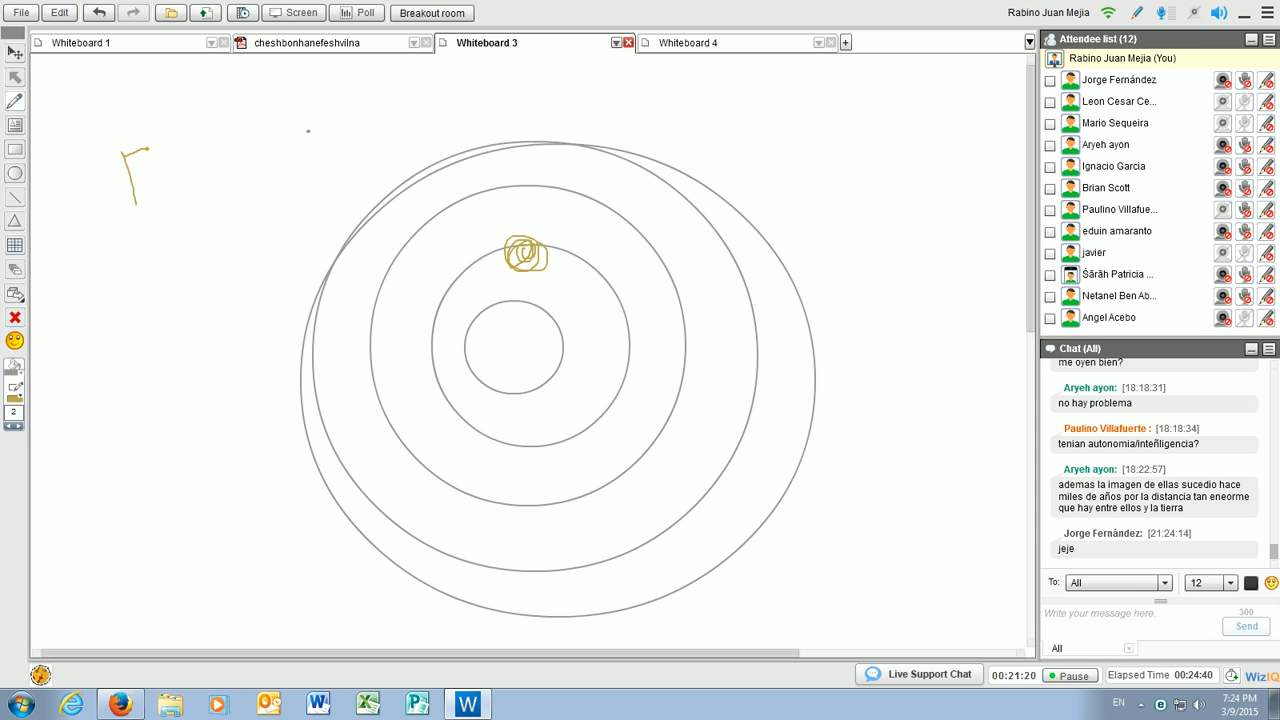 File Edit Screen Poll Breakout room Rabino Juan Mejia
Whiteboard 1 cheshbonhanefeshvilna Whiteboard 3 Whiteboard 4 +
Attendee list (12)
Rabino Juan Mejia (You)
Jorge Fernández
Leon Cesar Ce...
Mario Sequeira
Aryeh ayon
Ignacio Garcia
Brian Scott
Paulino Villafue...
eduin amaranto
javier
Śãrãh Patricia ...
Netanel Ben Ab...
Angel Acebo
2
Chat (All)
me oyen bien?
Aryeh ayon: [18:18:31]
no hay problema
Paulino Villafuerte : [18:18:34]
tenian autonomia/inteñligencia?
Aryeh ayon: [18:22:57]
ademas la imagen de ellas sucedio hace
miles de años por la distancia tan eneorme
que hay entre ellos y la tierra
Jorge Fernández: [21:24:14]
jeje
To: All 12
Write your message here. 300
Send
All
Live Support Chat 00:21:20 Pause Elapsed Time 00:24:40 WizIQ
EN 7:24 PM
3/9/2015